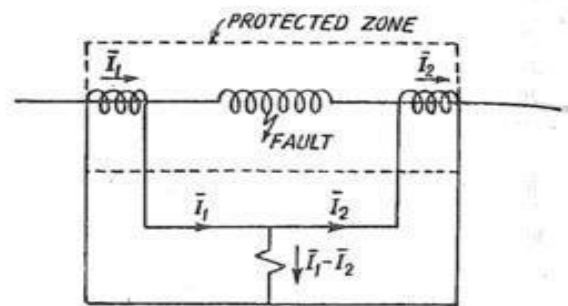 PROTECTED ZONE
Ī₁
Ī₂
FAULT
Ī₁
Ī₂
Ī₁-Ī₂